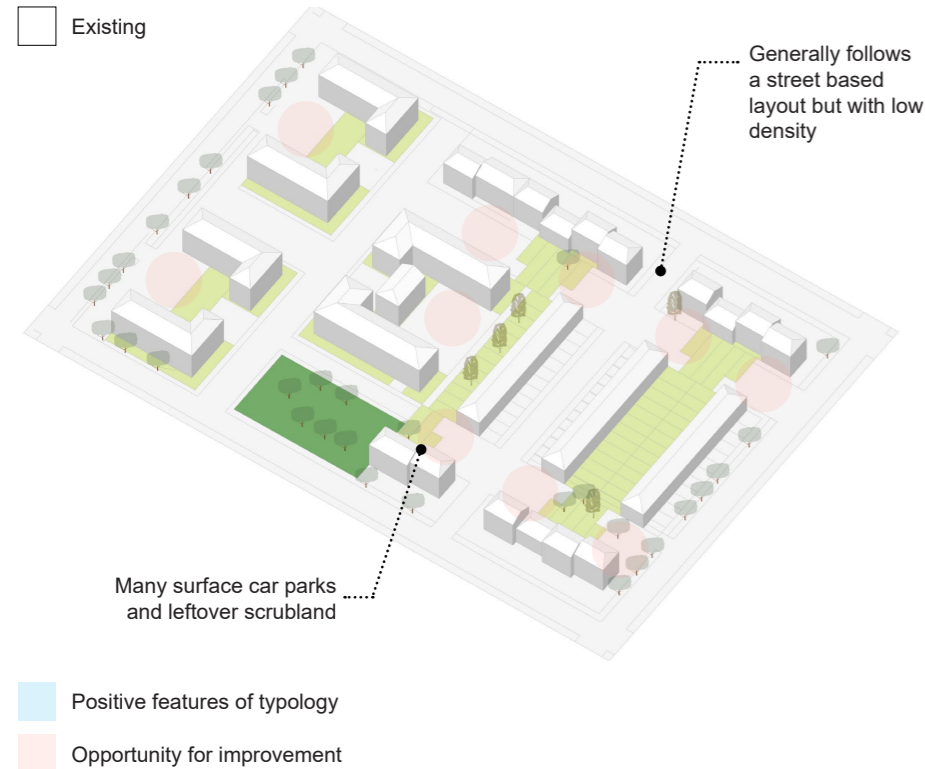 Existing
Generally follows
a street based
layout but with low
density
Many surface car parks
and leftover scrubland
Positive features of typology
Opportunity for improvement